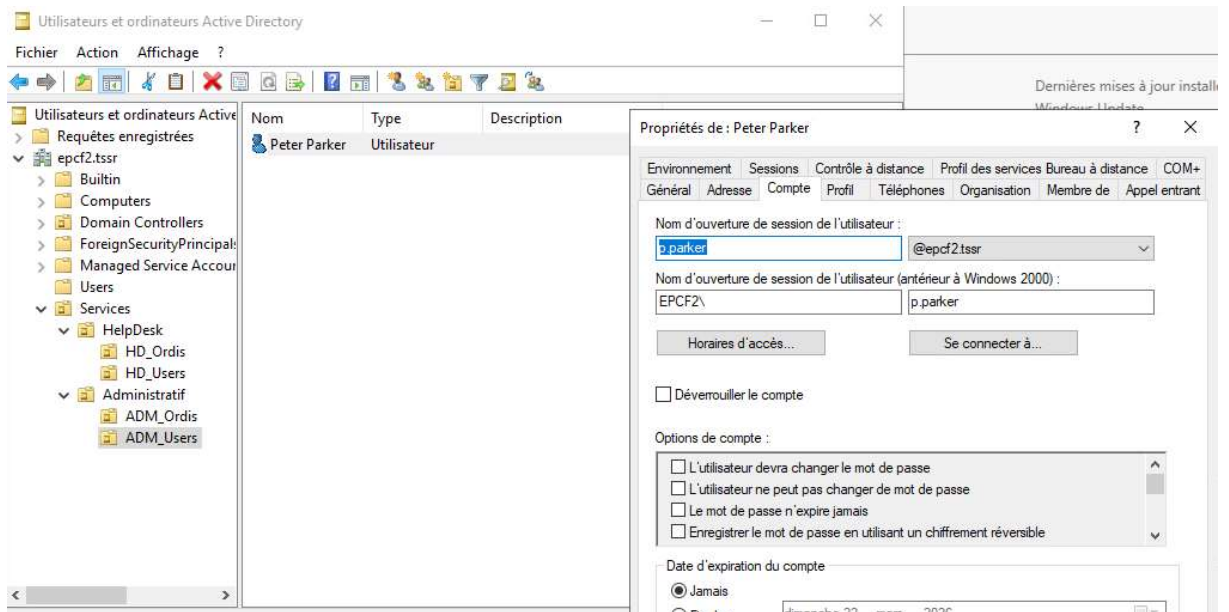 Utilisateurs et ordinateurs Active Directory
Fichier Action Affichage ?
Dernières mises à jour install
Windows Update
Utilisateurs et ordinateurs Active
Requêtes enregistrées
epcf2.tssr
Builtin
Computers
Domain Controllers
ForeignSecurityPrincipals
Managed Service Accoun
Users
Services
HelpDesk
HD_Ordis
HD_Users
Administratif
ADM_Ordis
ADM_Users
Nom Type Description
Peter Parker Utilisateur
Propriétés de : Peter Parker ?
Environnement Sessions Contrôle à distance Profil des services Bureau à distance COM+
Général Adresse Compte Profil Téléphones Organisation Membre de Appel entrant
Nom d'ouverture de session de l'utilisateur :
p.parker @epcf2.tssr
Nom d'ouverture de session de l'utilisateur (antérieur à Windows 2000) :
EPCF2\ p.parker
Horaires d'accès... Se connecter à...
Déverrouiller le compte
Options de compte :
L'utilisateur devra changer le mot de passe
L'utilisateur ne peut pas changer de mot de passe
Le mot de passe n'expire jamais
Enregistrer le mot de passe en utilisant un chiffrement réversible
Date d'expiration du compte
Jamais